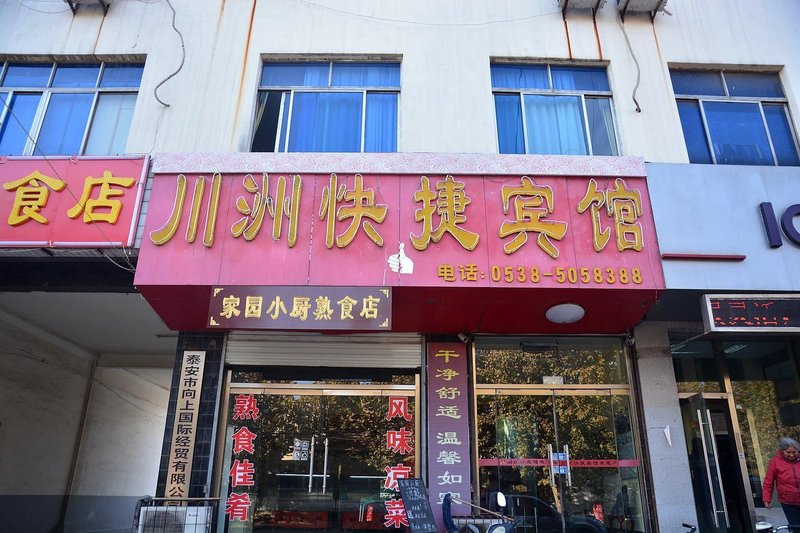 食店
川洲快捷宾馆
电话：0538-5058388
家园小厨熟食店
泰安市向上国际经贸有限公
熟食佳肴
风味凉菜
干净舒适 温馨如家